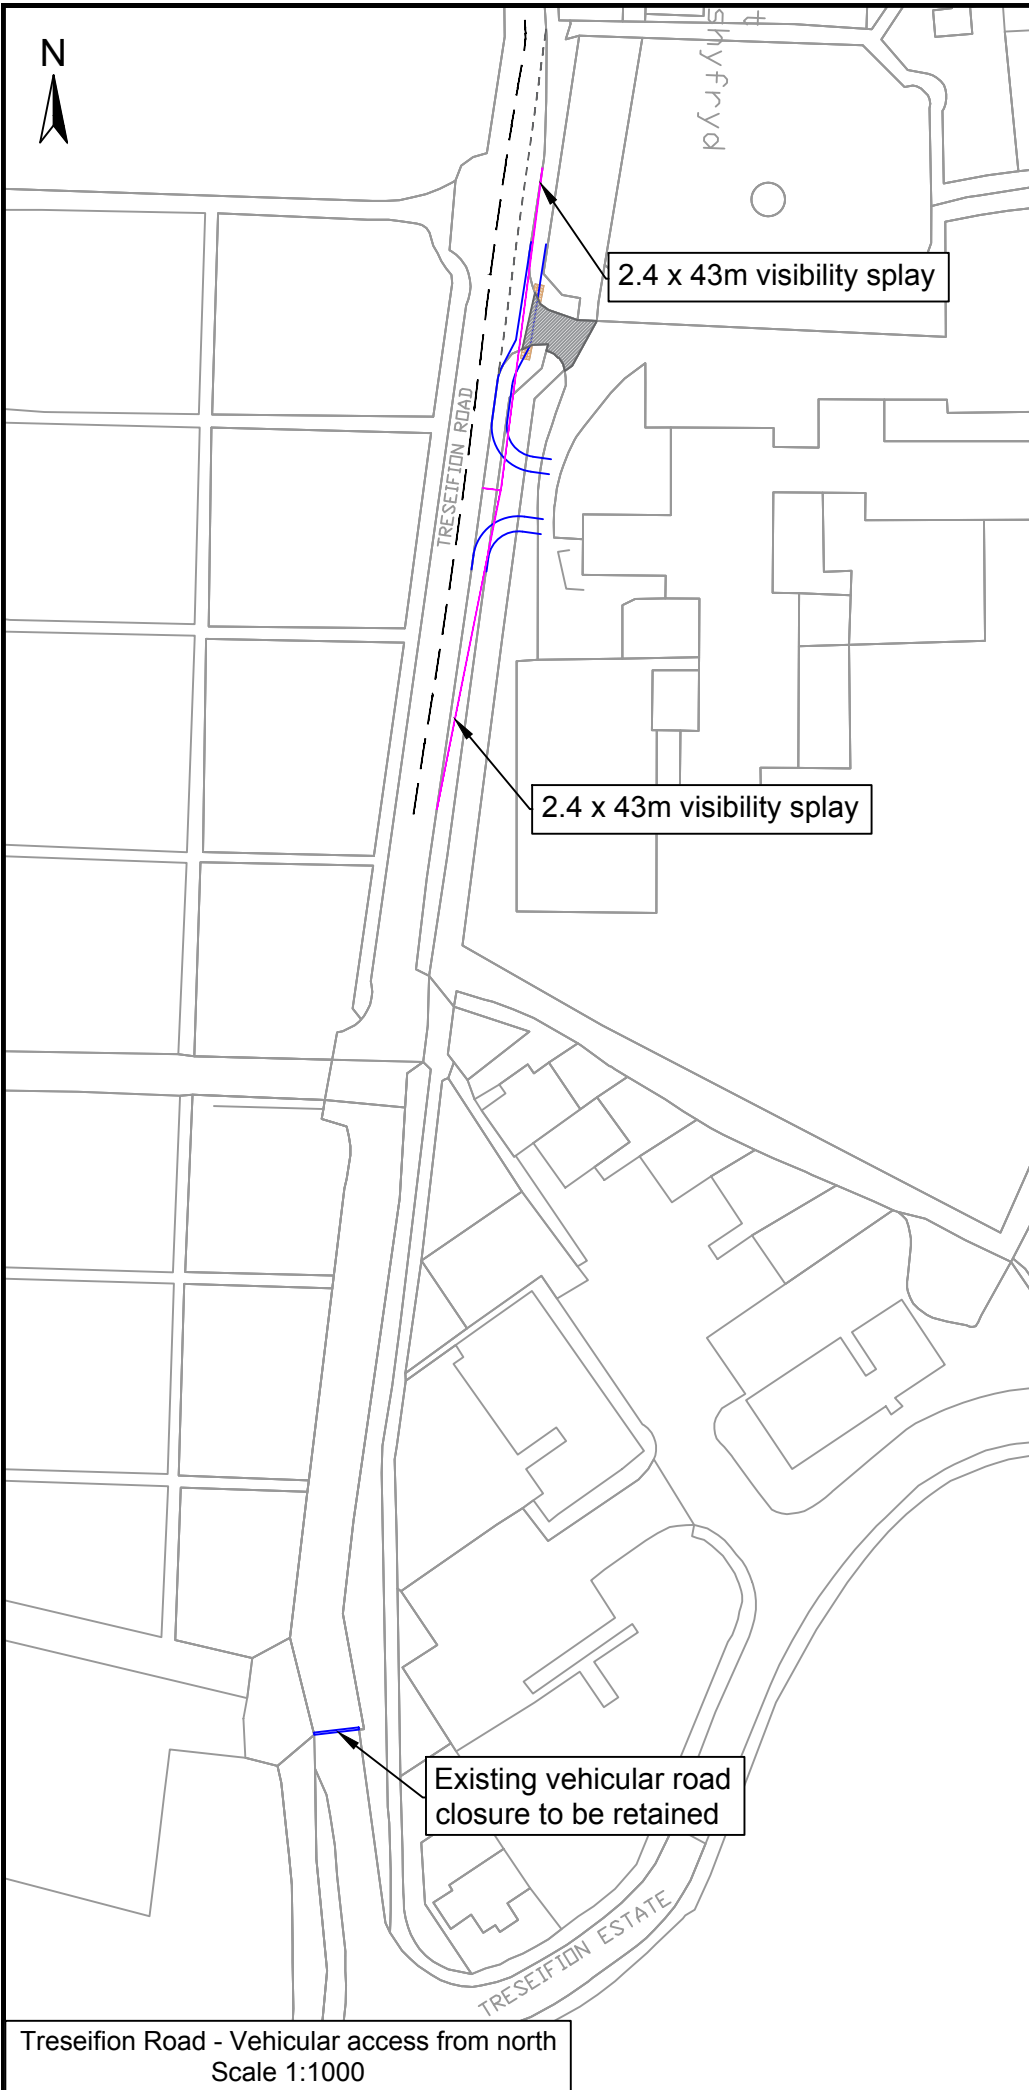 N
shyfryd
2.4 x 43m visibility splay
TRESEIFION ROAD
2.4 x 43m visibility splay
Existing vehicular road
closure to be retained
TRESEIFION ESTATE
Treseifion Road - Vehicular access from north
Scale 1:1000